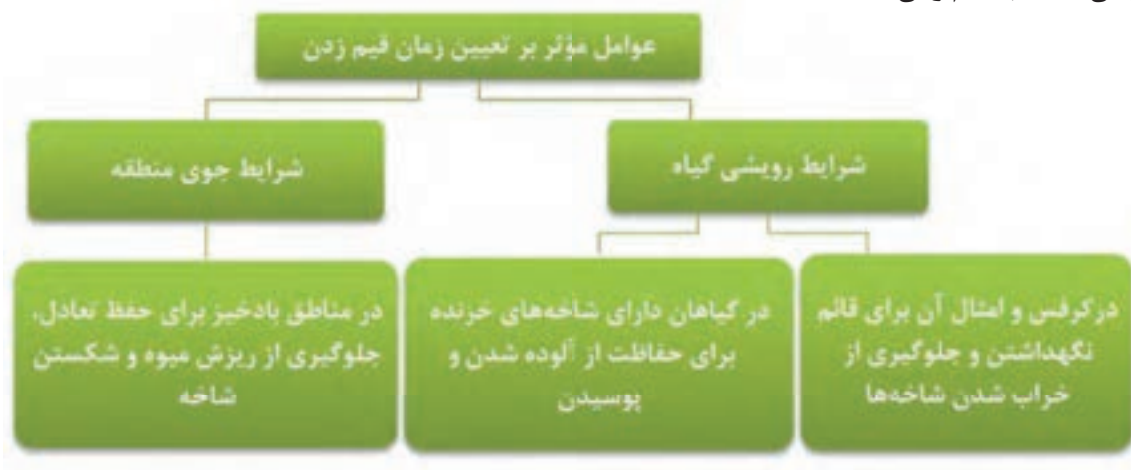 عوامل مؤثر بر تعیین زمان قیم زدن
شرایط رویشی گیاه
شرایط جوی منطقه
درکرفس و امثال آن برای قائم
نگهداشتن و جلوگیری از
خراب شدن شاخه‌ها
در گیاهان دارای شاخه‌های خزنده
برای حفاظت از آلوده شدن و
پوسیدن
در مناطق بادخیز برای حفظ تعادل،
جلوگیری از ریزش میوه و شکستن
شاخه